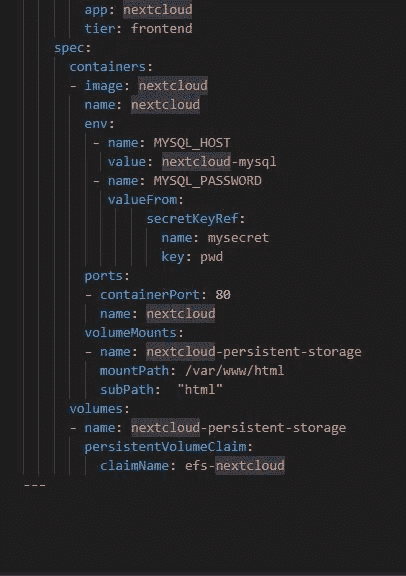 app: nextcloud
tier: frontend
spec:
containers:
- image: nextcloud
name: nextcloud
env:
- name: MYSQL_HOST
value: nextcloud-mysql
- name: MYSQL_PASSWORD
valueFrom:
secretKeyRef:
name: mysecret
key: pwd
ports:
- containerPort: 80
name: nextcloud
volumeMounts:
- name: nextcloud-persistent-storage
mountPath: /var/www/html
subPath:  "html"
volumes:
- name: nextcloud-persistent-storage
persistentVolumeClaim:
claimName: efs-nextcloud
---